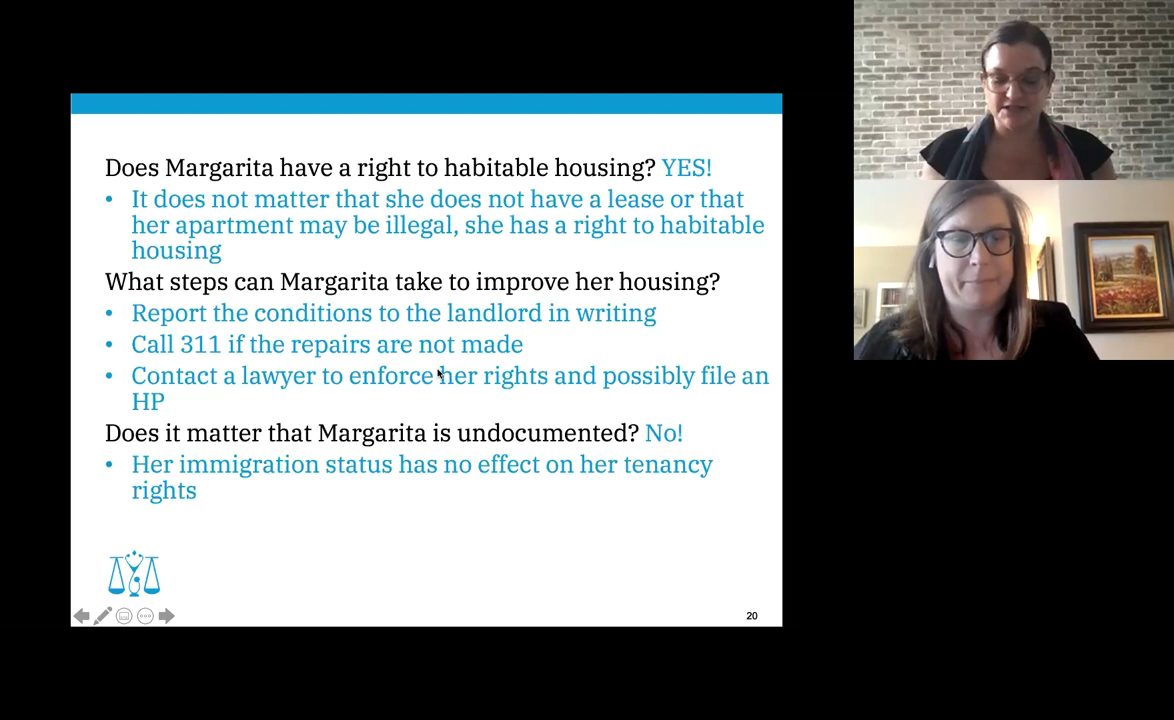 Does Margarita have a right to habitable housing? YES!
• It does not matter that she does not have a lease or that
her apartment may be illegal, she has a right to habitable
housing
What steps can Margarita take to improve her housing?
• Report the conditions to the landlord in writing
• Call 311 if the repairs are not made
• Contact a lawyer to enforce her rights and possibly file an
HP
Does it matter that Margarita is undocumented? No!
• Her immigration status has no effect on her tenancy
rights
20